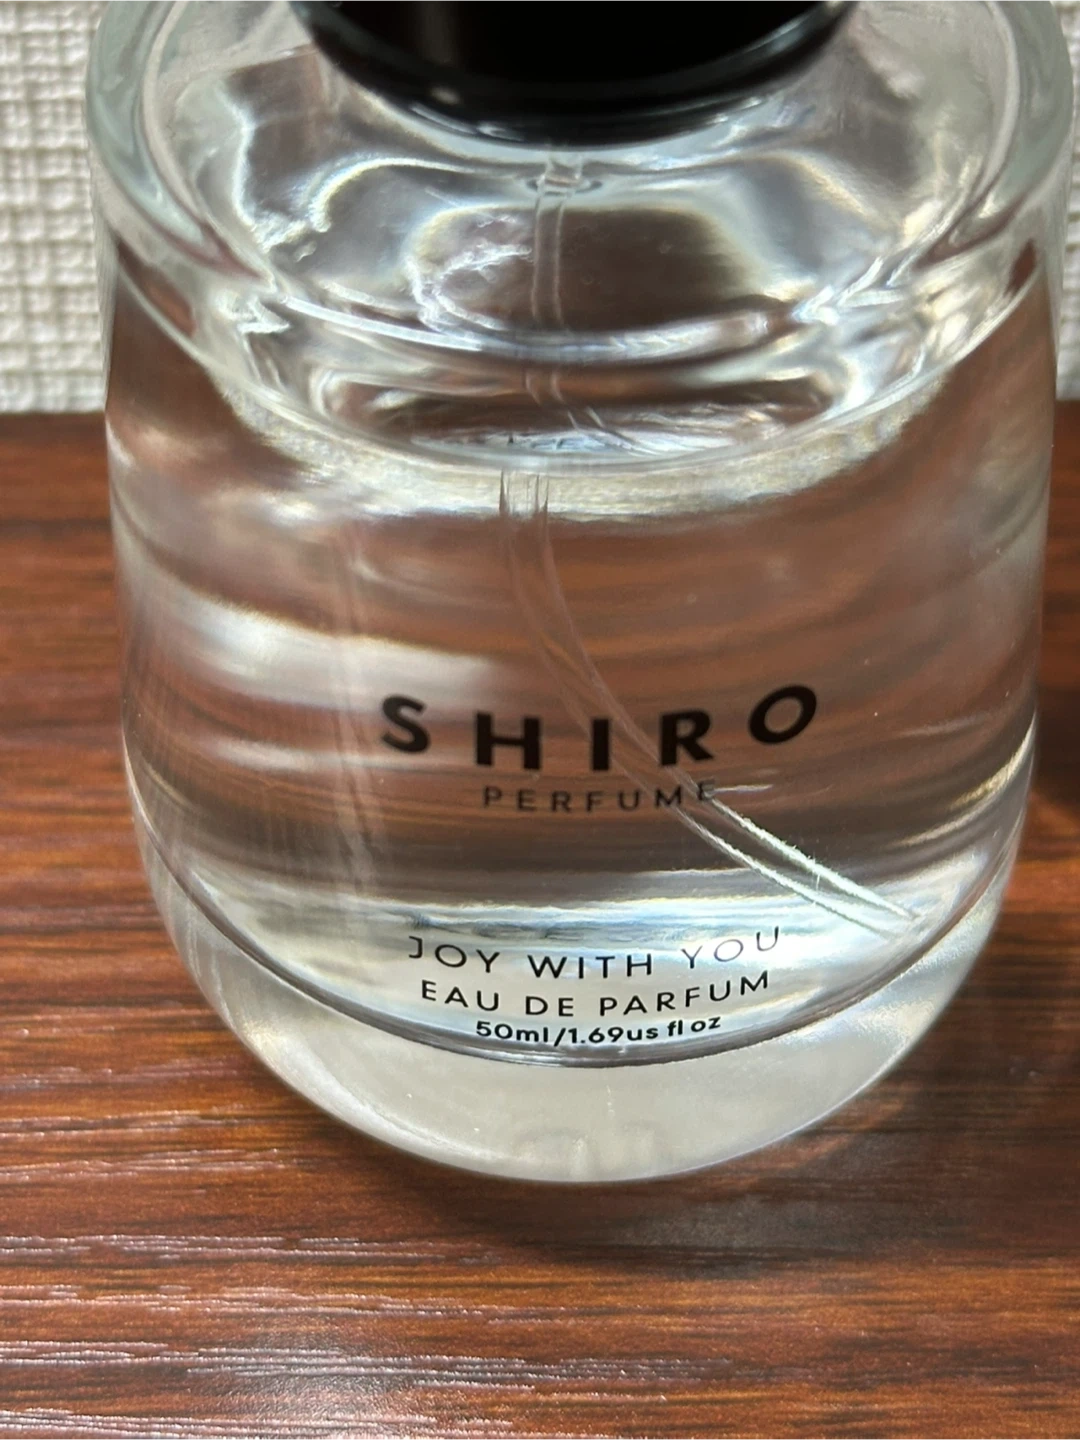 SHIRO
PERFUME
JOY WITH YOU
EAU DE PARFUM
50ml/1.69us fl oz